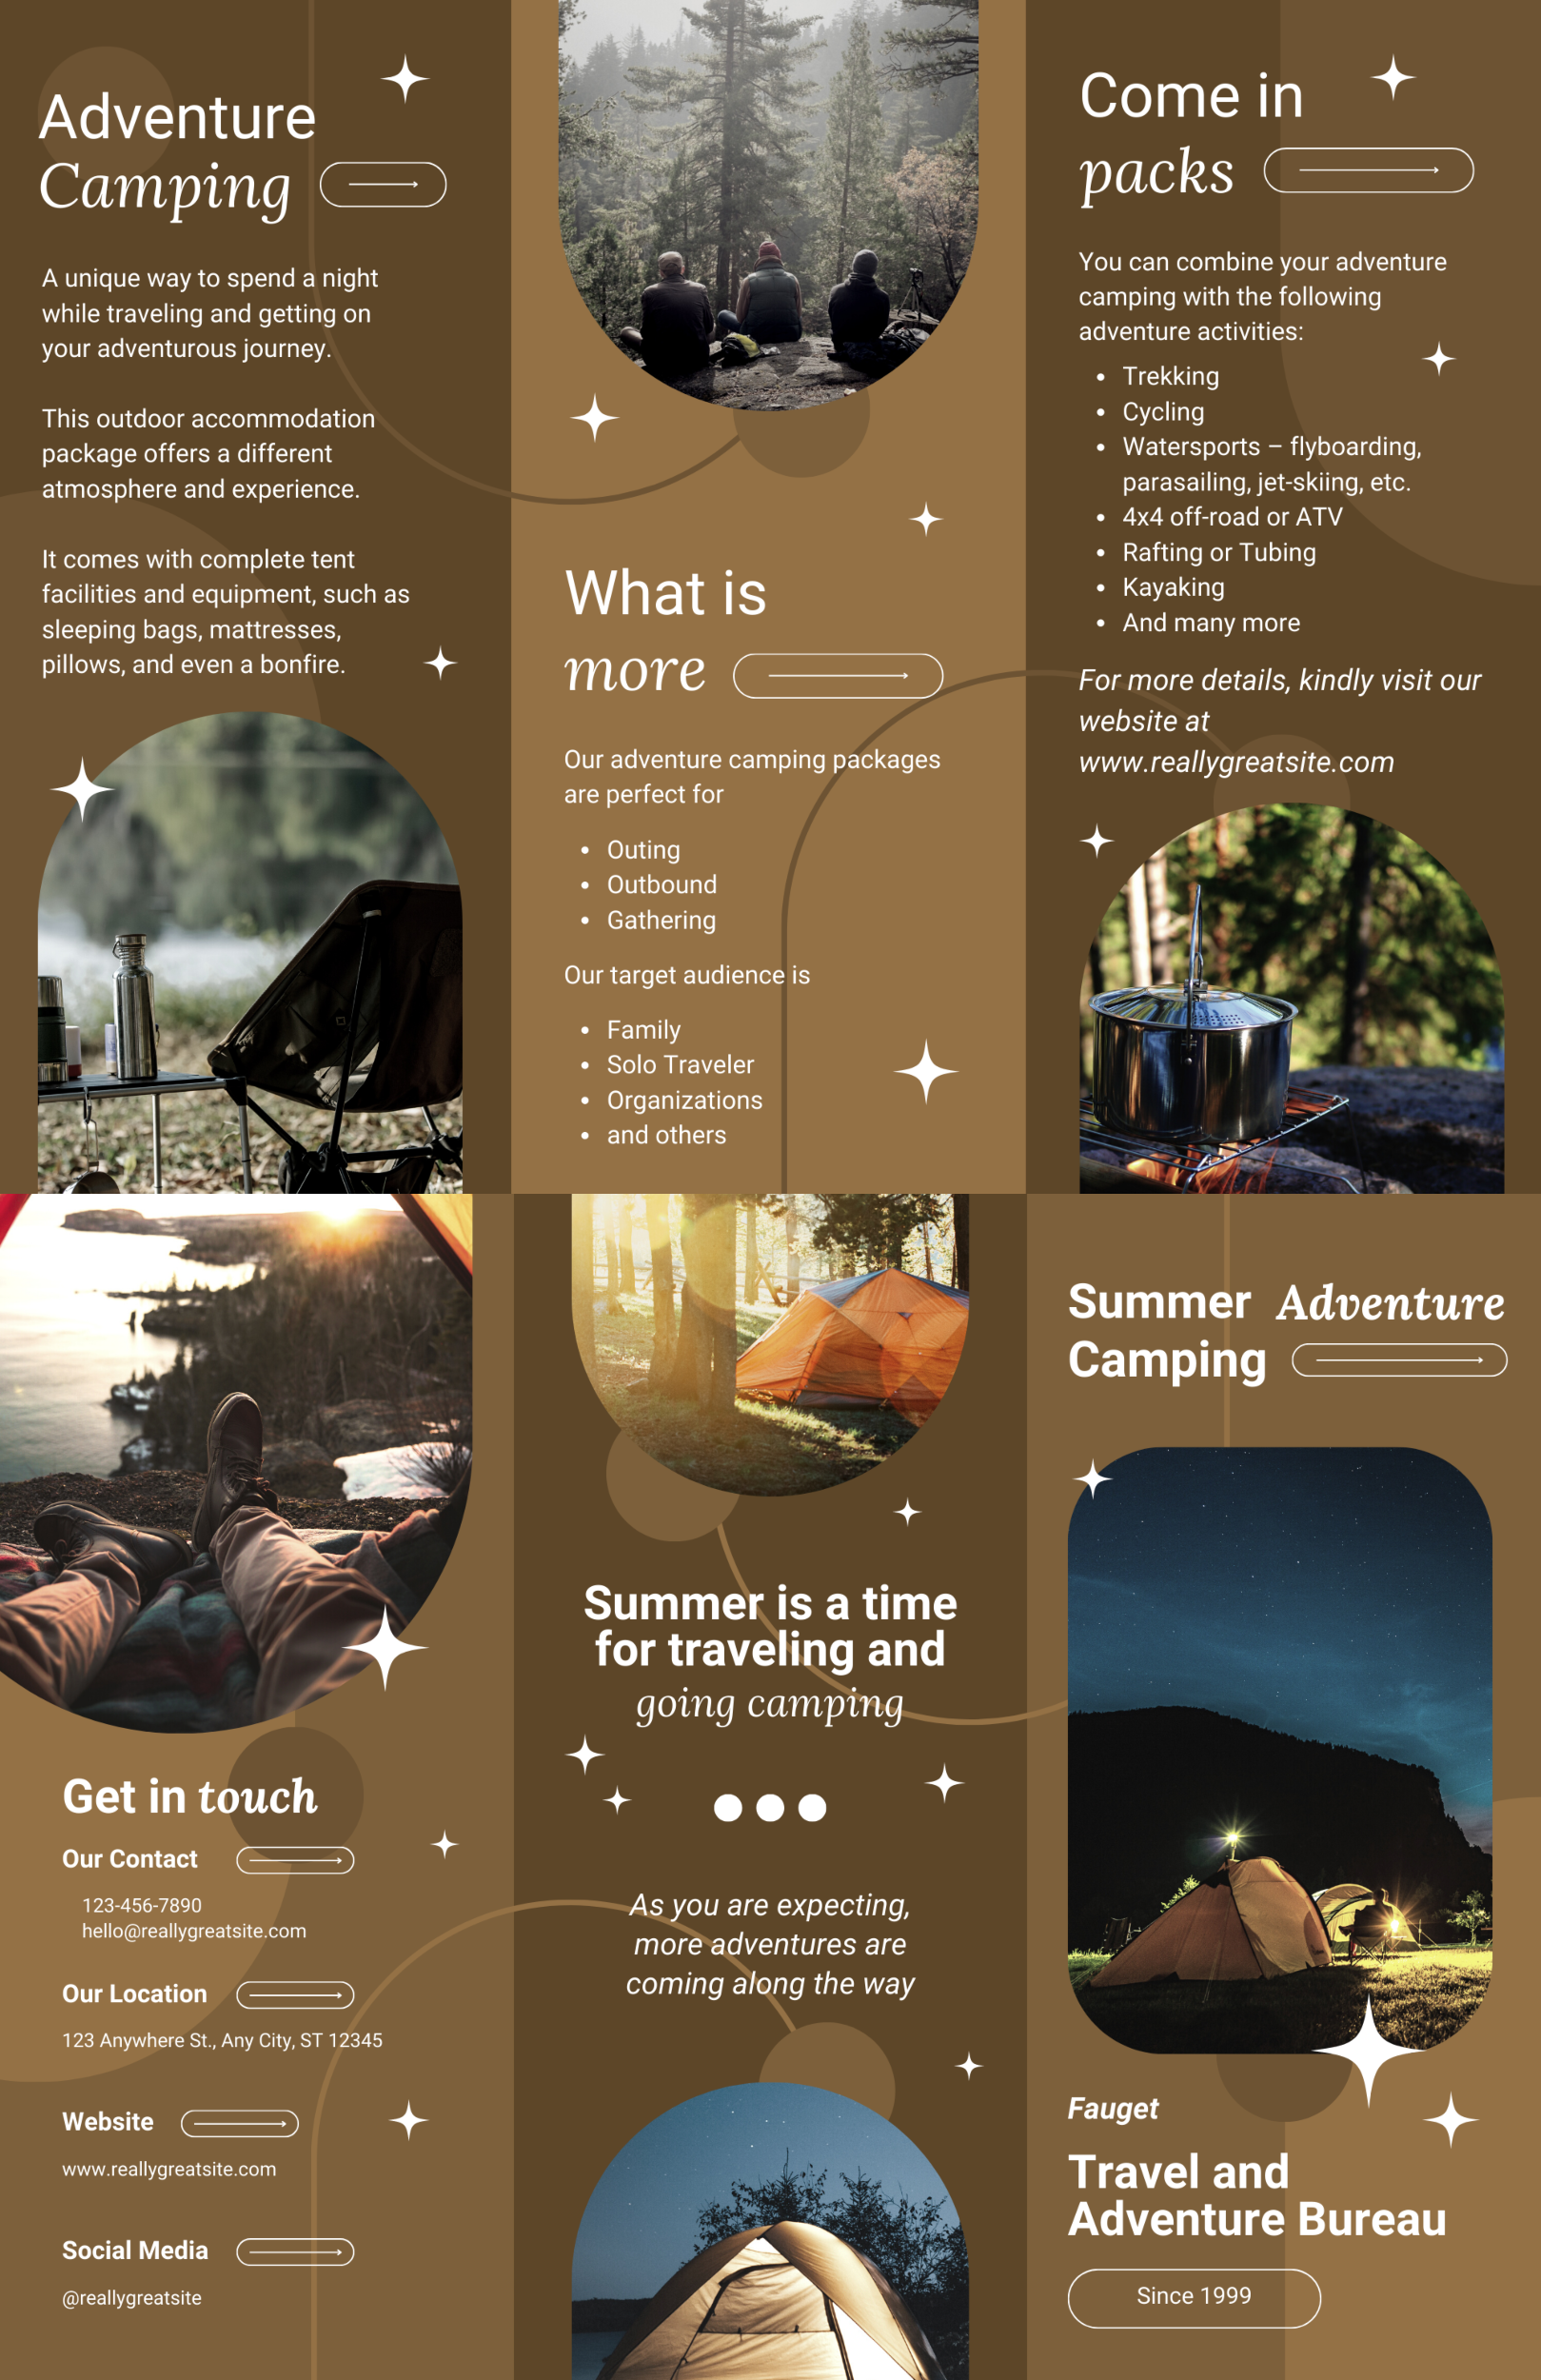 Adventure
Camping
A unique way to spend a night
while traveling and getting on
your adventurous journey.
This outdoor accommodation
package offers a different
atmosphere and experience.
It comes with complete tent
facilities and equipment, such as
sleeping bags, mattresses,
pillows, and even a bonfire.
What is
more
Our adventure camping packages
are perfect for
• Outing
• Outbound
• Gathering
Our target audience is
• Family
• Solo Traveler
• Organizations
• and others
Come in
packs
You can combine your adventure
camping with the following
adventure activities:
• Trekking
• Cycling
• Watersports – flyboarding,
parasailing, jet-skiing, etc.
• 4x4 off-road or ATV
• Rafting or Tubing
• Kayaking
• And many more
For more details, kindly visit our
website at
www.reallygreatsite.com
Get in touch
Our Contact
123-456-7890
hello@reallygreatsite.com
Our Location
123 Anywhere St., Any City, ST 12345
Website
www.reallygreatsite.com
Social Media
@reallygreatsite
Summer is a time
for traveling and
going camping
As you are expecting,
more adventures are
coming along the way
Summer Adventure
Camping
Fauget
Travel and
Adventure Bureau
Since 1999